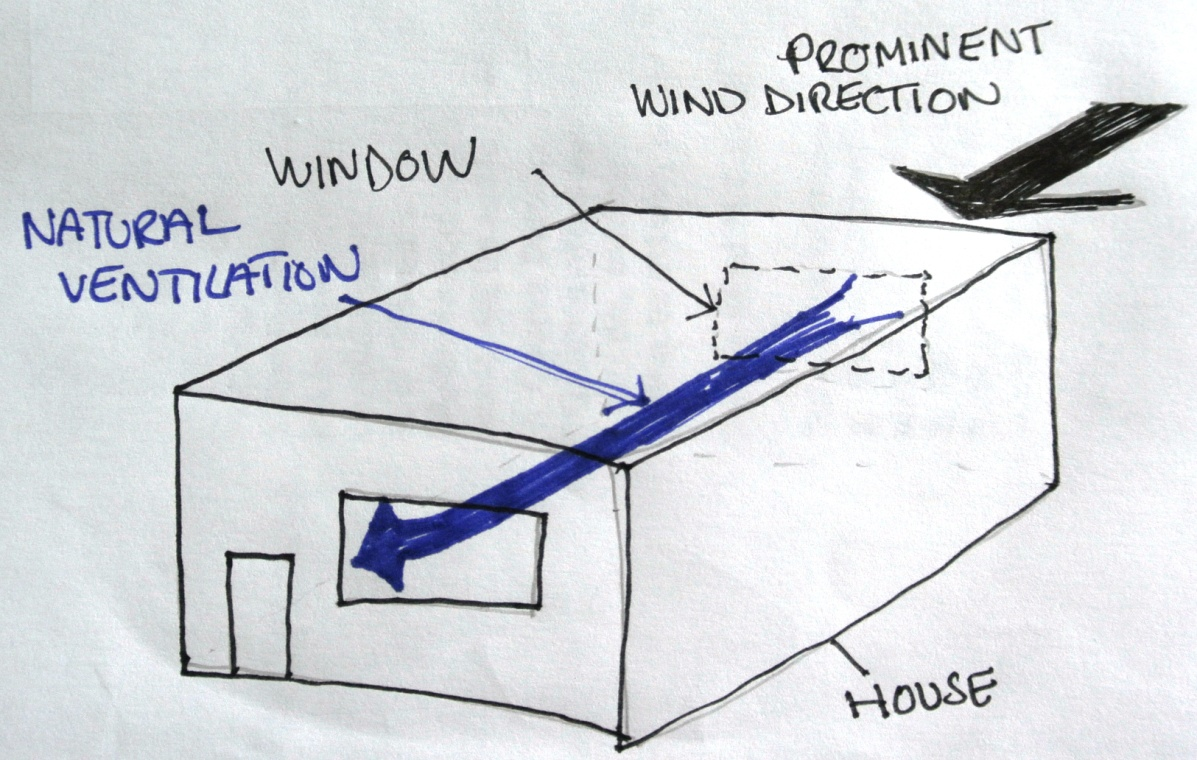 PROMINENT
WIND DIRECTION
WINDOW
NATURAL
VENTILATION
HOUSE